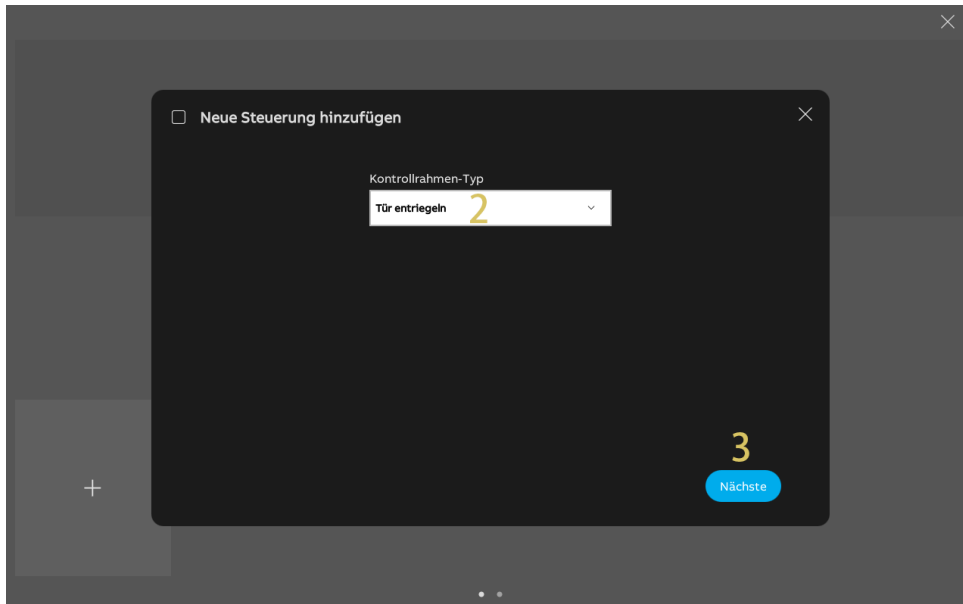 Neue Steuerung hinzufügen
Kontrollrahmen-Typ
Tür entriegeln 2
3
Nächste